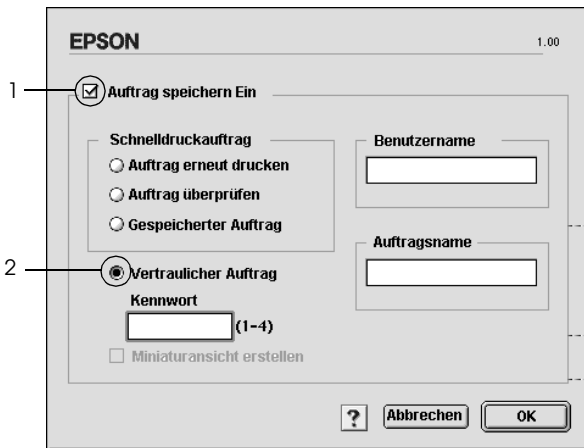 EPSON
1.00
1
Auftrag speichern Ein
Schnelldruckauftrag
Auftrag erneut drucken
Auftrag überprüfen
Gespeicherter Auftrag
Benutzername
Auftragsname
2
Vertraulicher Auftrag
Kennwort
(1-4)
Miniaturansicht erstellen
?
Abbrechen
OK